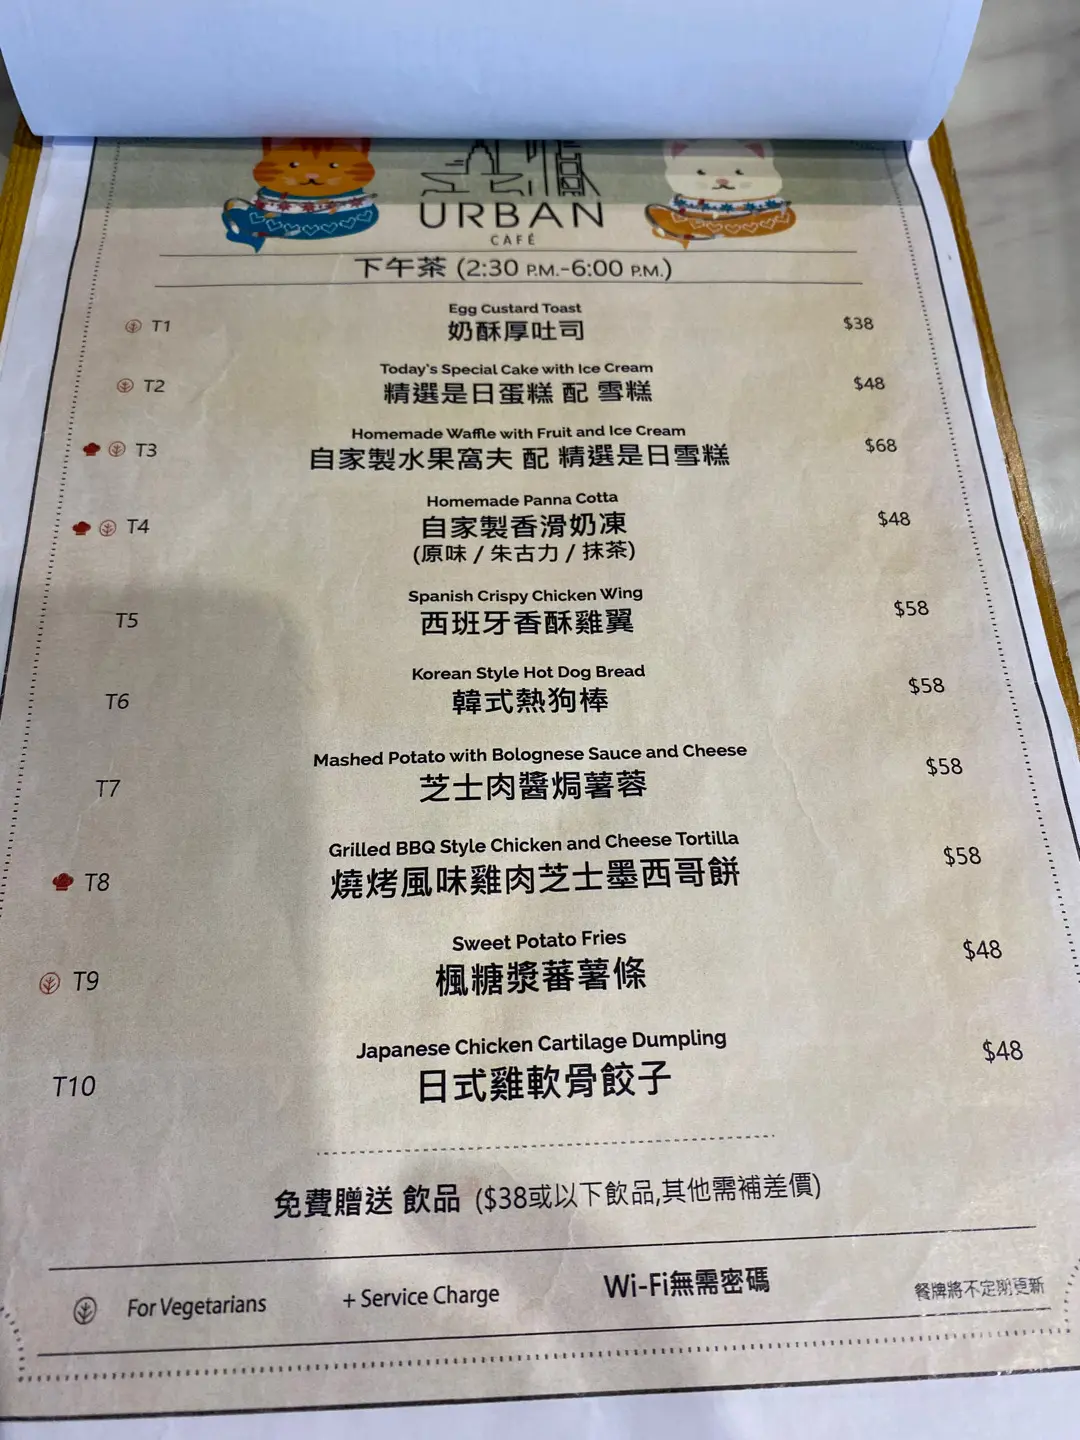 URBAN
CAFÉ
下午茶 (2:30 P.M.-6:00 P.M.)
Egg Custard Toast
T1 奶酥厚吐司 $38
Today's Special Cake with Ice Cream
T2 精選是日蛋糕 配 雪糕 $48
Homemade Waffle with Fruit and Ice Cream
T3 自家製水果窩夫 配 精選是日雪糕 $68
Homemade Panna Cotta
T4 自家製香滑奶凍 $48
(原味 / 朱古力 / 抹茶)
Spanish Crispy Chicken Wing
T5 西班牙香酥雞翼 $58
Korean Style Hot Dog Bread
T6 韓式熱狗棒 $58
Mashed Potato with Bolognese Sauce and Cheese
T7 芝士肉醬焗薯蓉 $58
Grilled BBQ Style Chicken and Cheese Tortilla
T8 燒烤風味雞肉芝士墨西哥餅 $58
Sweet Potato Fries
T9 楓糖漿蕃薯條 $48
Japanese Chicken Cartilage Dumpling
T10 日式雞軟骨餃子 $48
免費贈送 飲品 ($38或以下飲品,其他需補差價)
For Vegetarians + Service Charge Wi-Fi無需密碼 餐牌將不定期更新